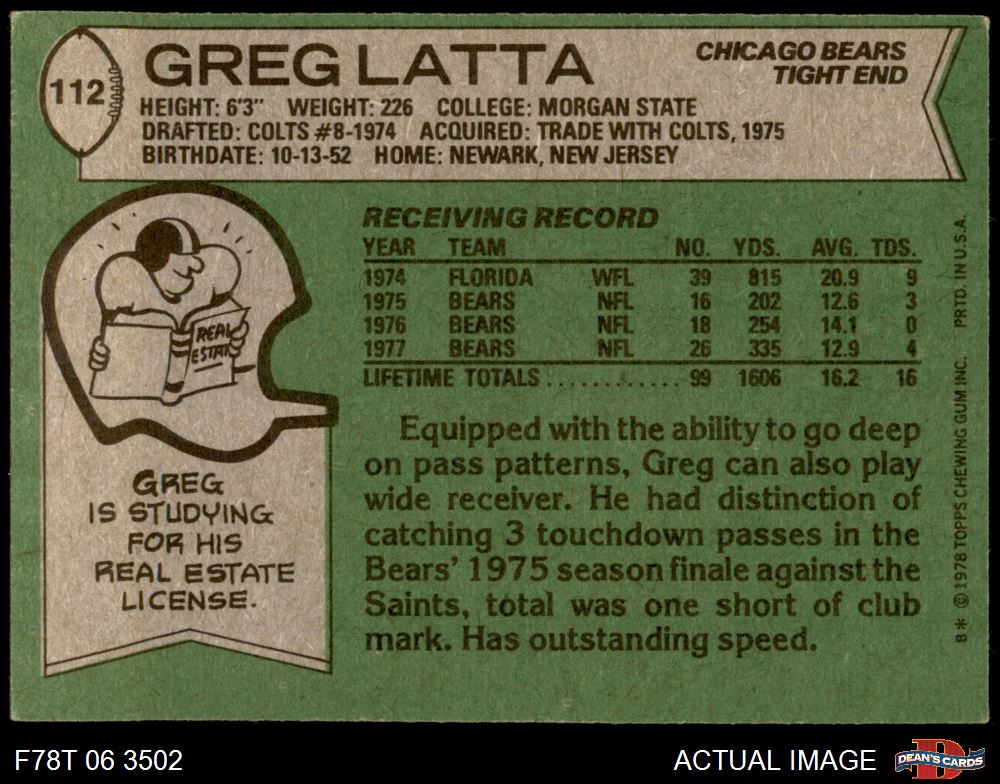 112
GREG LATTA
CHICAGO BEARS
TIGHT END
HEIGHT: 6'3" WEIGHT: 226 COLLEGE: MORGAN STATE
DRAFTED: COLTS #8-1974 ACQUIRED: TRADE WITH COLTS, 1975
BIRTHDATE: 10-13-52 HOME: NEWARK, NEW JERSEY
REAL
ESTATE
GREG
IS STUDYING
FOR HIS
REAL ESTATE
LICENSE.
RECEIVING RECORD
YEAR TEAM NO. YDS. AVG. TDS.
1974 FLORIDA WFL 39 815 20.9 9
1975 BEARS NFL 16 202 12.6 3
1976 BEARS NFL 18 254 14.1 0
1977 BEARS NFL 26 335 12.9 4
LIFETIME TOTALS ............ 99 1606 16.2 16
Equipped with the ability to go deep
on pass patterns, Greg can also play
wide receiver. He had distinction of
catching 3 touchdown passes in the
Bears' 1975 season finale against the
Saints, total was one short of club
mark. Has outstanding speed.
B* © 1978 TOPPS CHEWING GUM INC. PRTD. IN U.S.A.
F78T 06 3502
ACTUAL IMAGE
D
DEAN'S CARDS